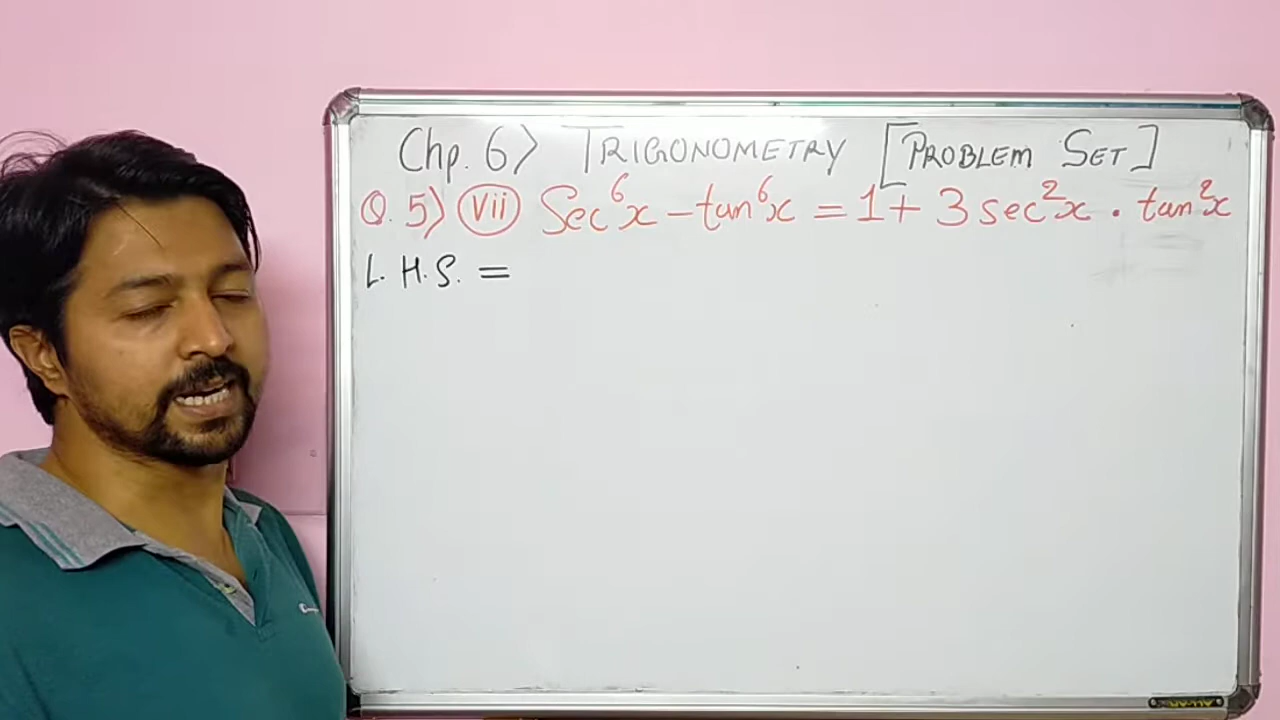 Chp. 6> TRIGONOMETRY [PROBLEM SET]
Q. 5) (vii) Sec⁶x - tan⁶x = 1 + 3 sec²x . tan²x
L. H. S. =